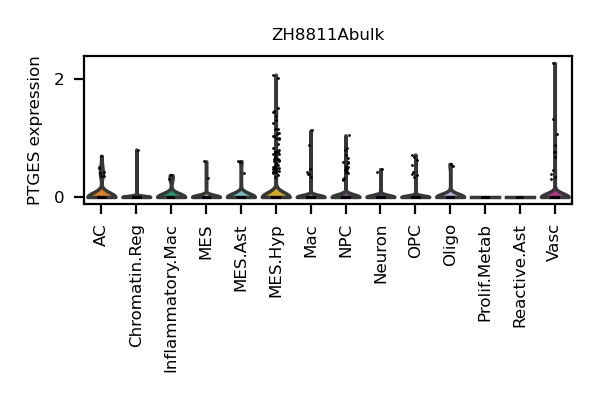 ZH8811Abulk
PTGES expression
2
0
AC
Chromatin.Reg
Inflammatory.Mac
MES
MES.Ast
MES.Hyp
Mac
NPC
Neuron
OPC
Oligo
Prolif.Metab
Reactive.Ast
Vasc